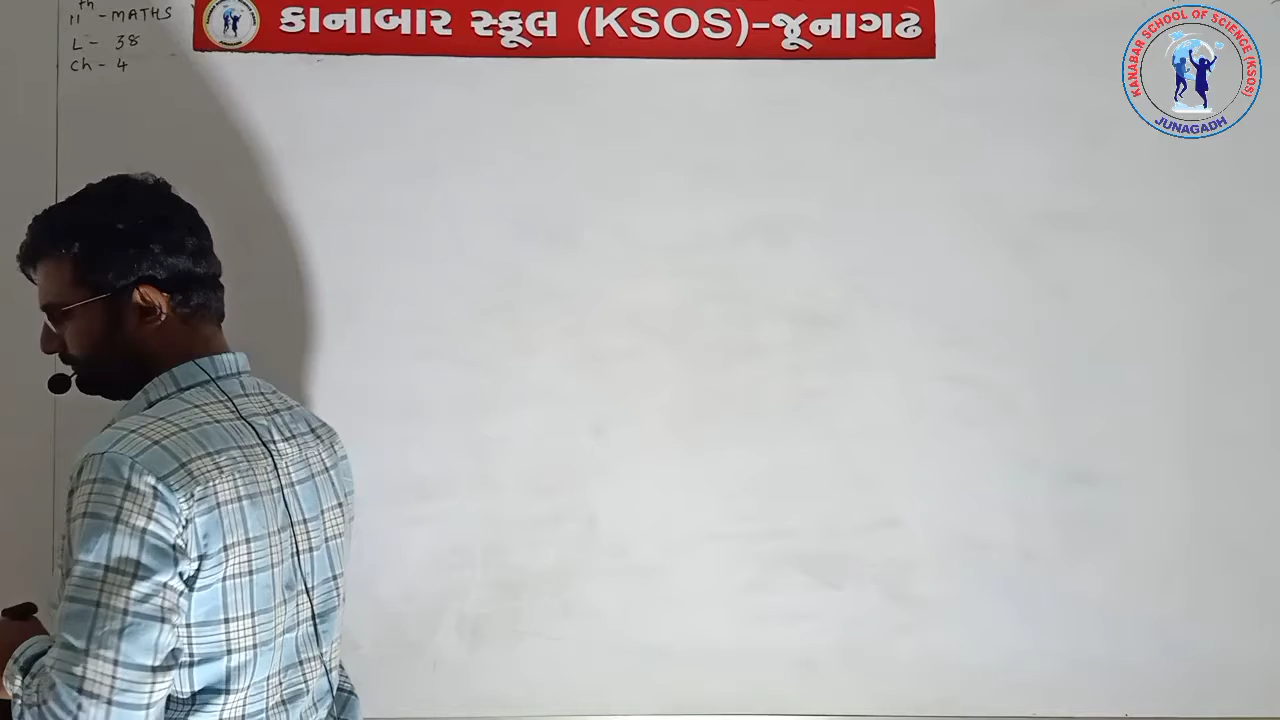 11th - MATHS
L - 38
Ch - 4
કાનાબાર સ્કૂલ (KSOS)-જૂનાગઢ
KANABAR SCHOOL OF SCIENCE (KSOS)
JUNAGADH